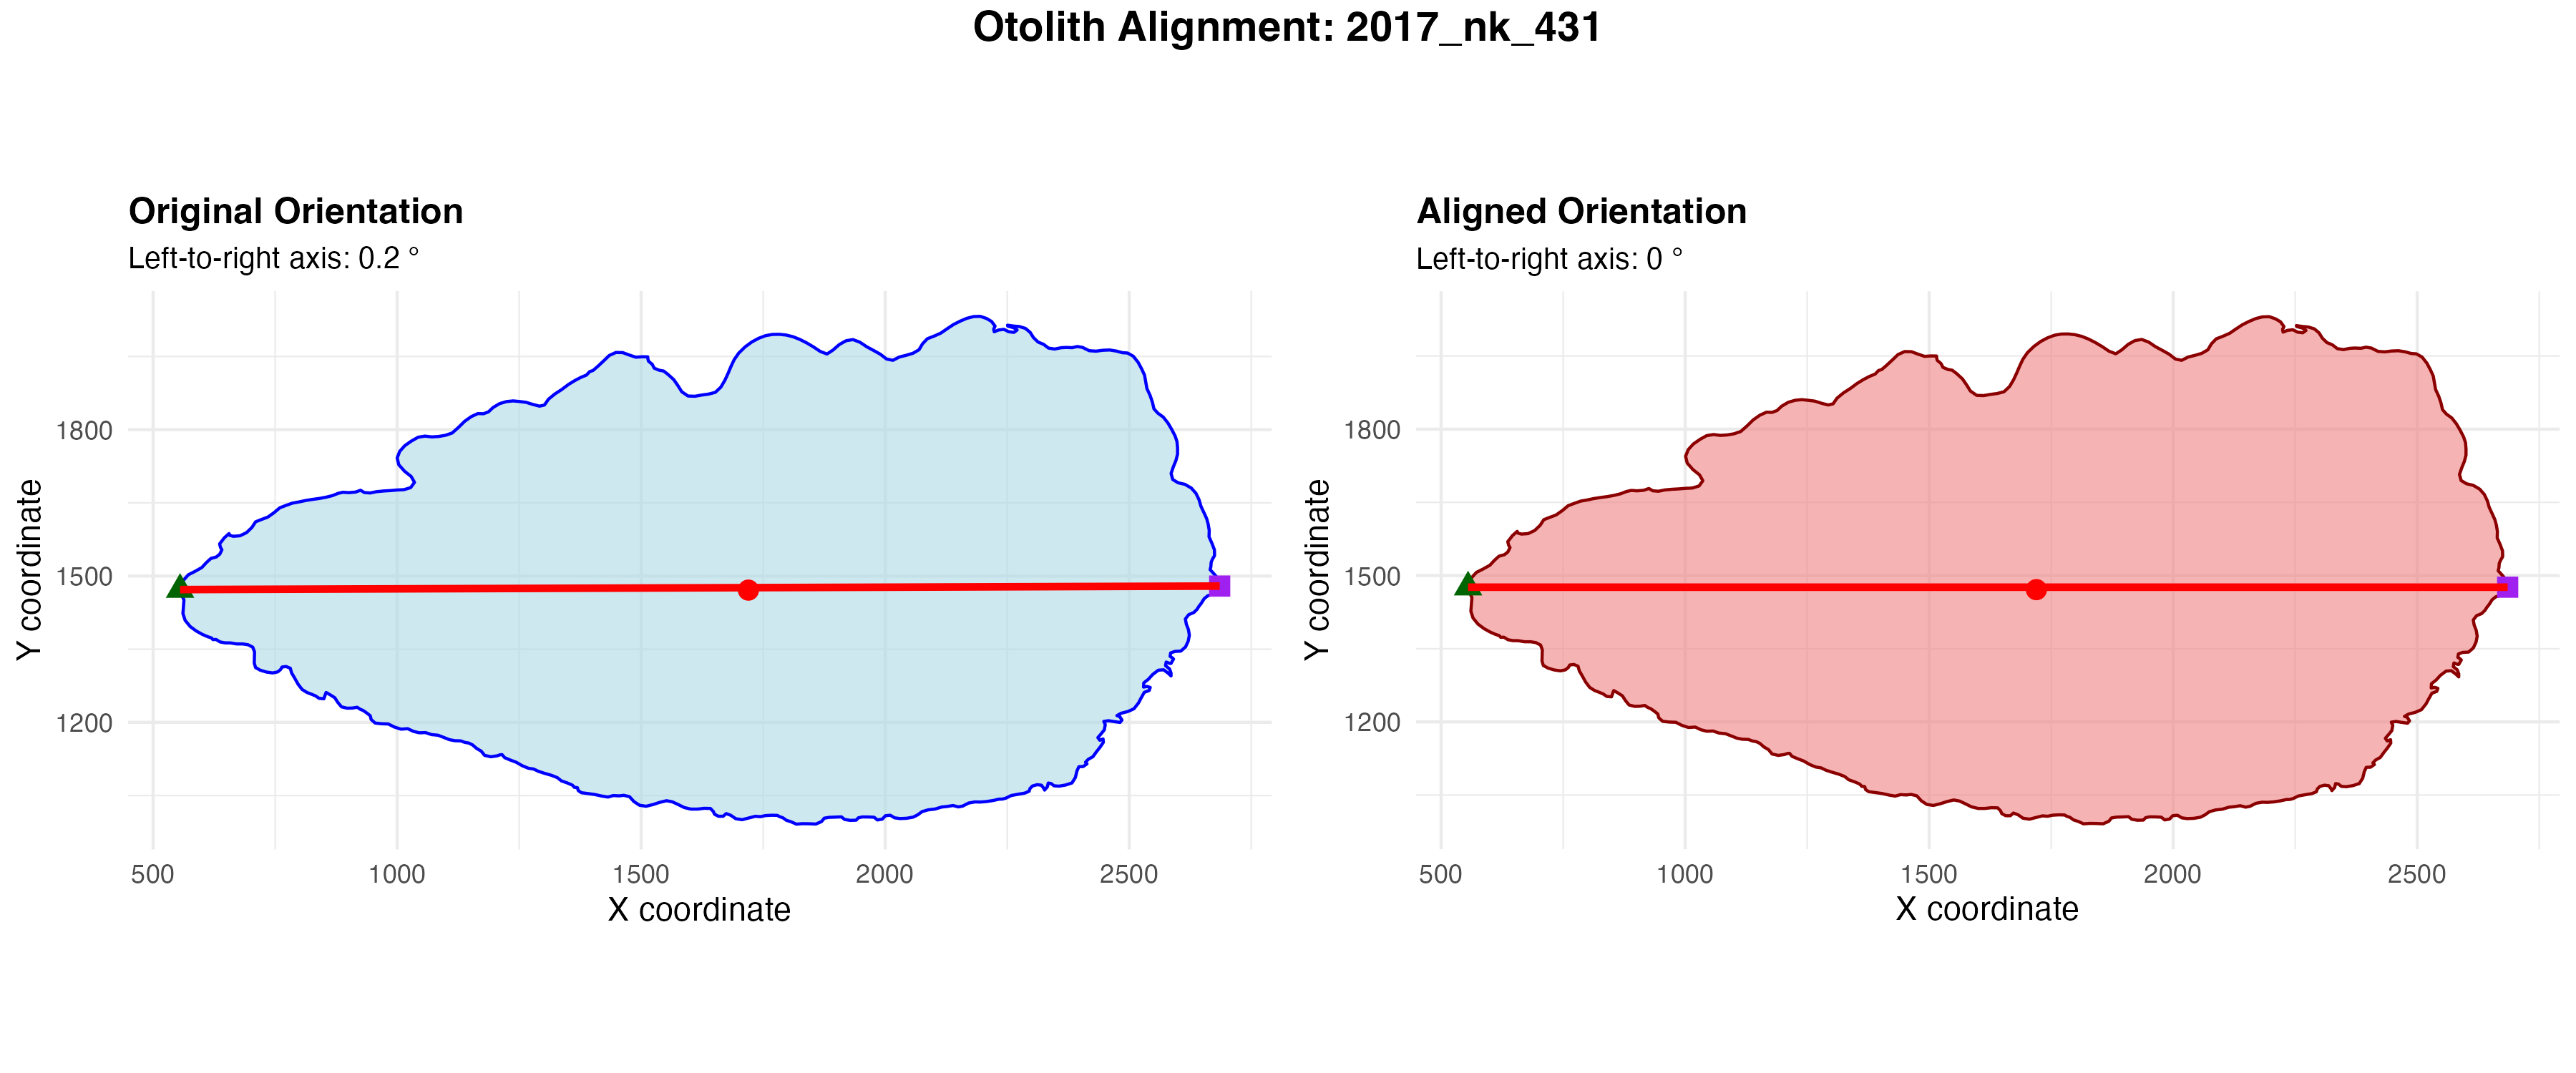 Otolith Alignment: 2017_nk_431
Original Orientation
Left-to-right axis: 0.2 °
Y coordinate
1800
1500
1200
500 1000 1500 2000 2500
X coordinate
Aligned Orientation
Left-to-right axis: 0 °
Y coordinate
1800
1500
1200
500 1000 1500 2000 2500
X coordinate